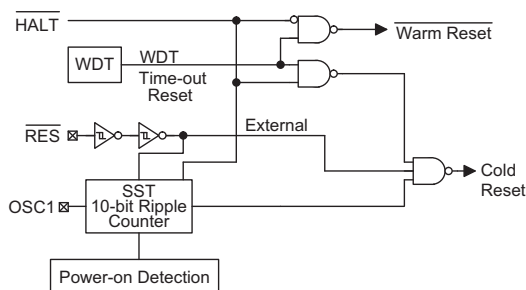 HALT
Warm Reset
WDT
WDT
Time-out
Reset
RES
External
Cold
Reset
OSC1
SST
10-bit Ripple
Counter
Power-on Detection